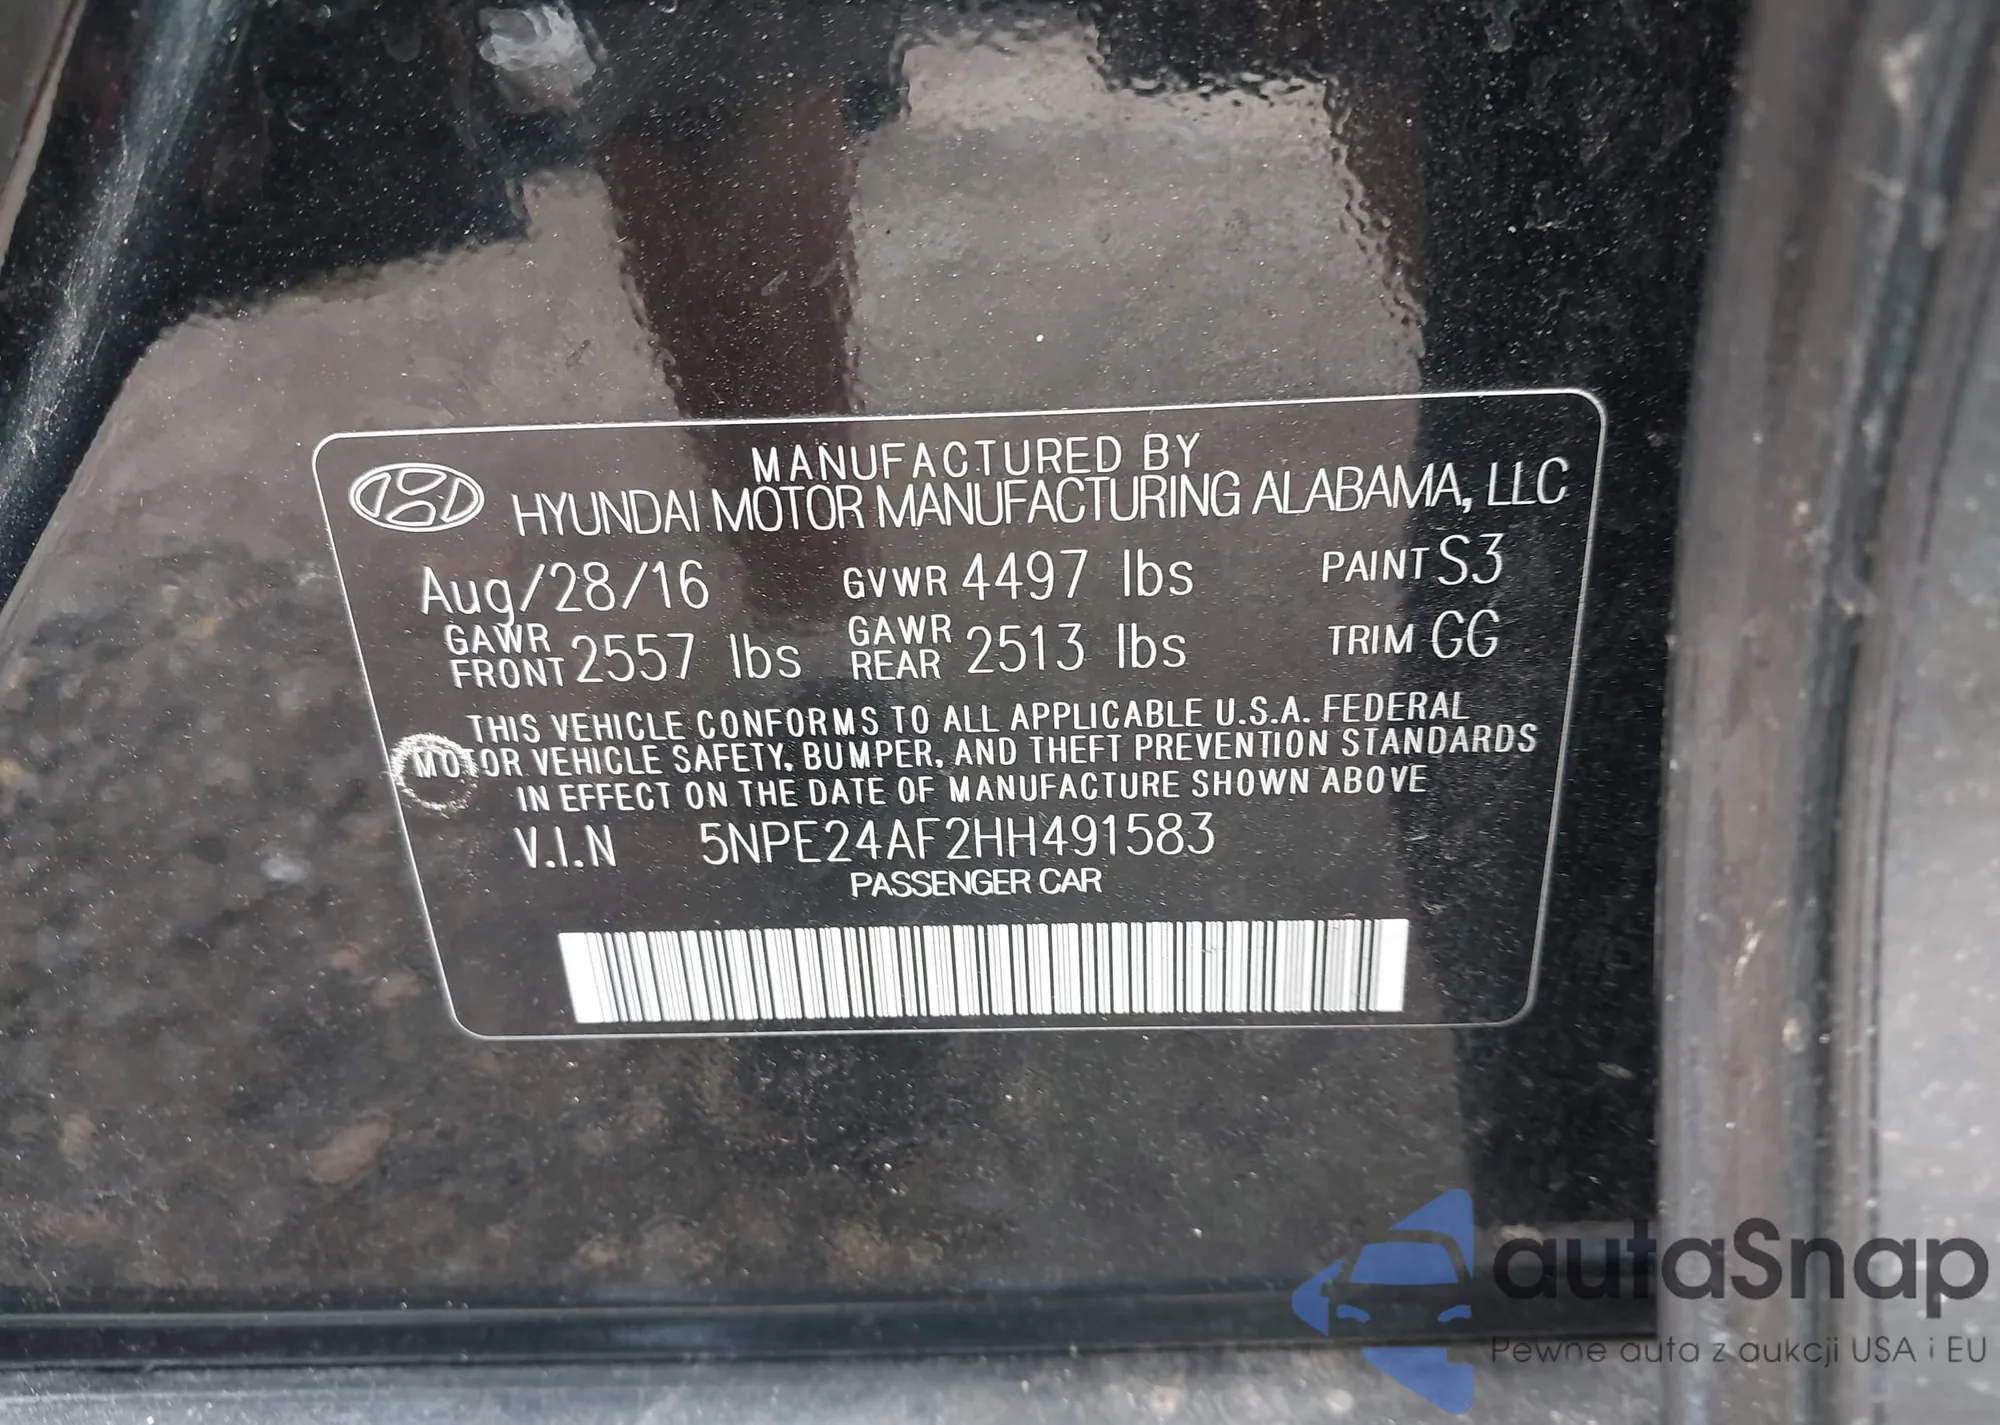 MANUFACTURED BY
HYUNDAI MOTOR MANUFACTURING ALABAMA, LLC
Aug/28/16 GVWR 4497 lbs PAINT S3
GAWR FRONT 2557 lbs GAWR REAR 2513 lbs TRIM GG
THIS VEHICLE CONFORMS TO ALL APPLICABLE U.S.A. FEDERAL
MOTOR VEHICLE SAFETY, BUMPER, AND THEFT PREVENTION STANDARDS
IN EFFECT ON THE DATE OF MANUFACTURE SHOWN ABOVE
V.I.N 5NPE24AF2HH491583
PASSENGER CAR
autaSnap
Pewne auta z aukcji USA i EU